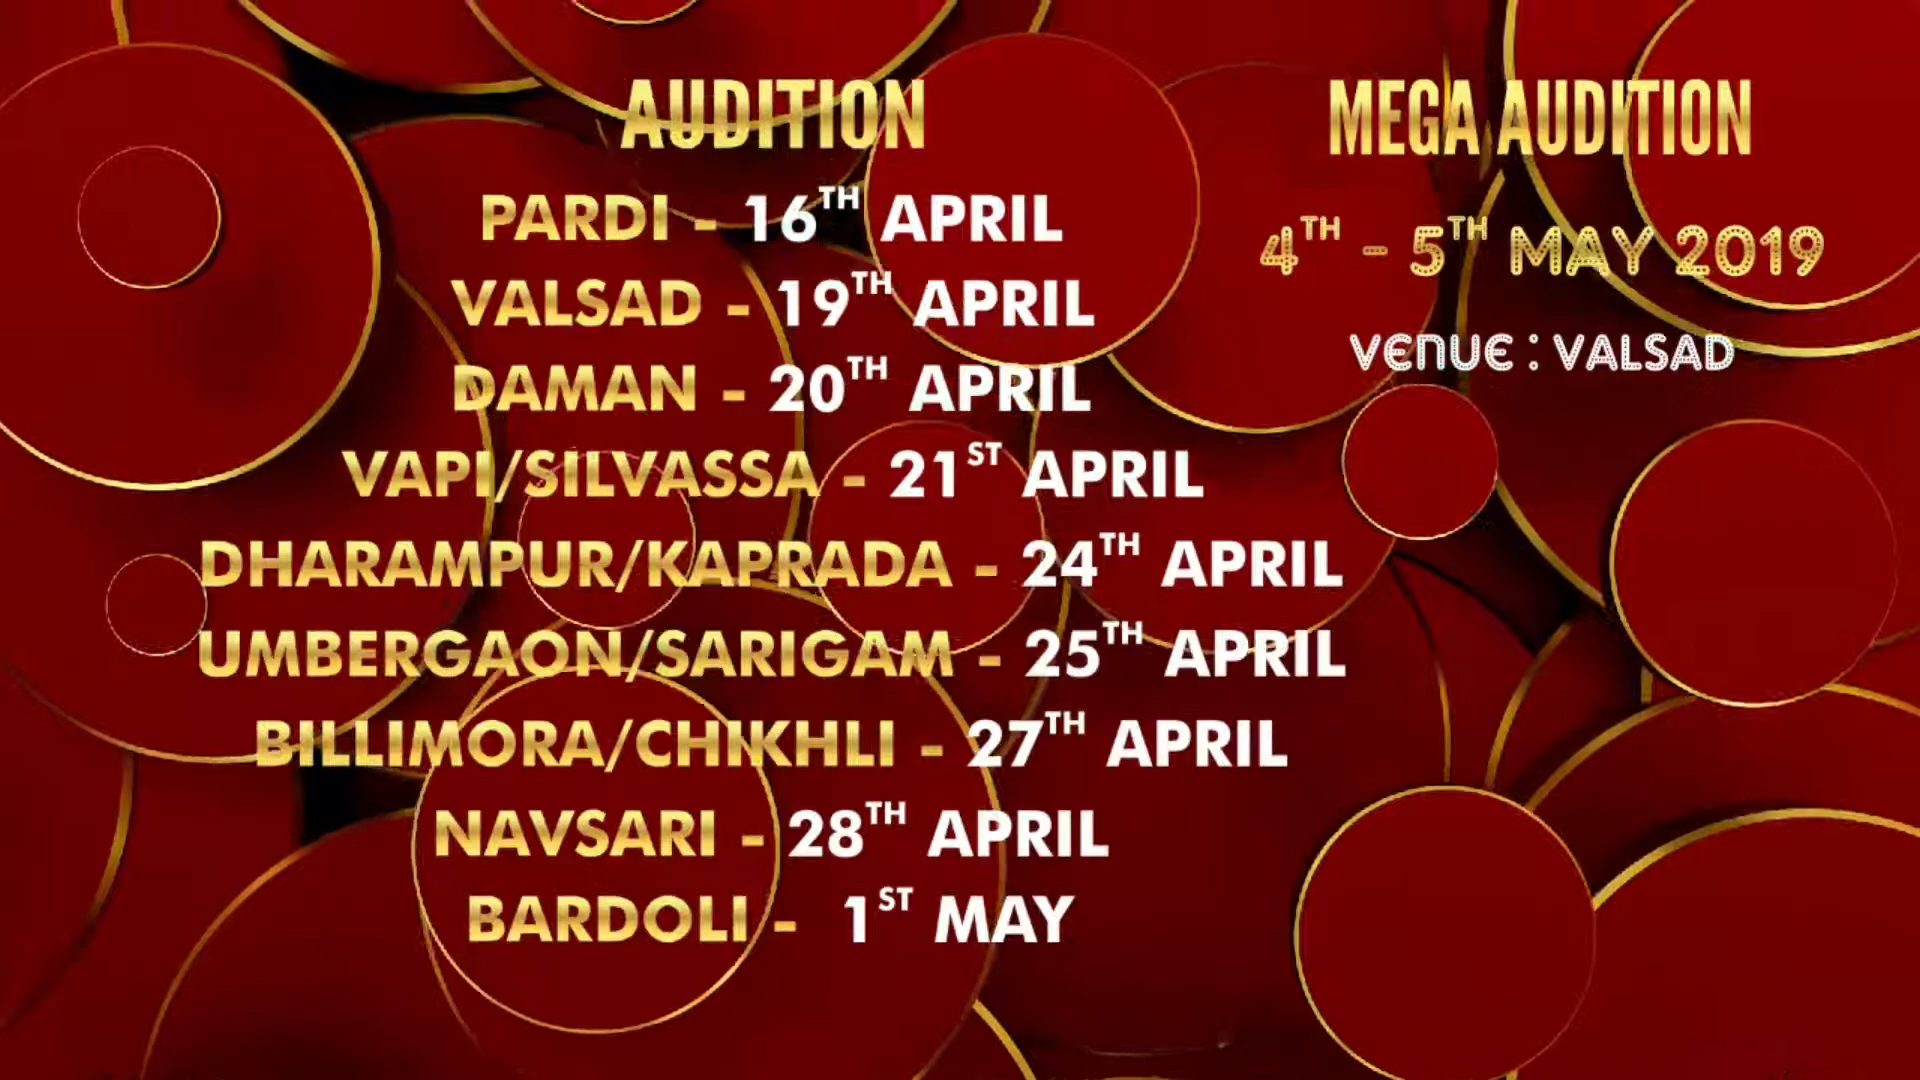 AUDITION
PARDI - 16TH APRIL
VALSAD - 19TH APRIL
DAMAN - 20TH APRIL
VAPI/SILVASSA - 21ST APRIL
DHARAMPUR/KAPRADA - 24TH APRIL
UMBERGAON/SARIGAM - 25TH APRIL
BILLIMORA/CHIKHLI - 27TH APRIL
NAVSARI - 28TH APRIL
BARDOLI - 1ST MAY
MEGA AUDITION
4TH - 5TH MAY 2019
VENUE : VALSAD